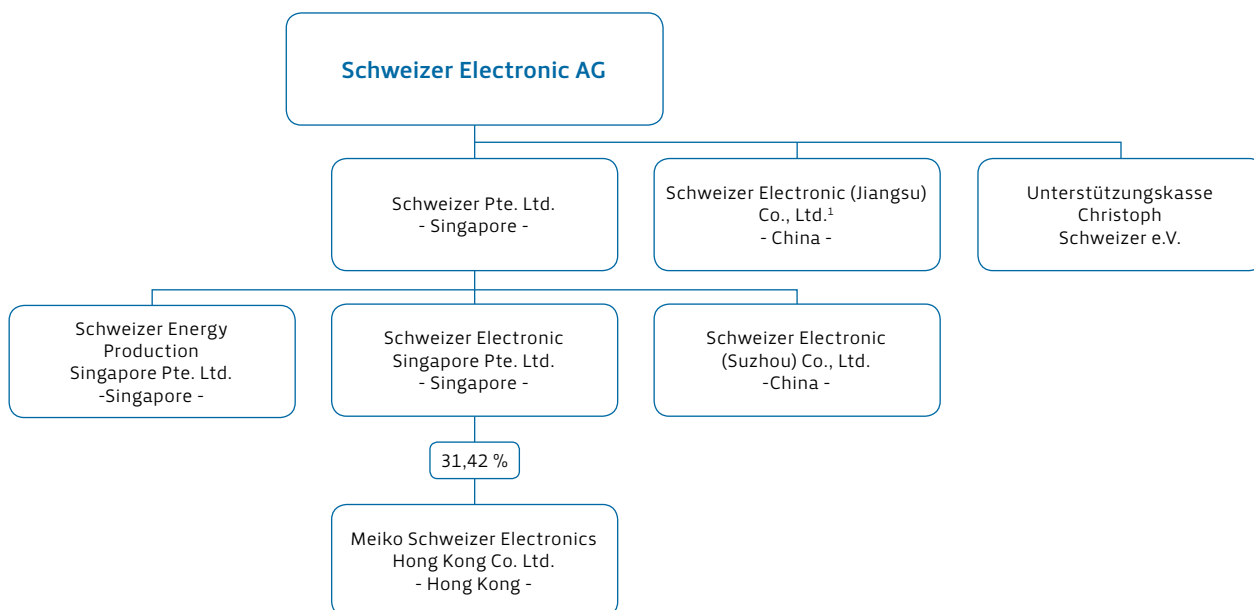 Schweizer Electronic AG
Schweizer Pte. Ltd.
- Singapore -
Schweizer Electronic (Jiangsu)
Co., Ltd.¹
- China -
Unterstützungskasse
Christoph
Schweizer e.V.
Schweizer Energy
Production
Singapore Pte. Ltd.
-Singapore -
Schweizer Electronic
Singapore Pte. Ltd.
- Singapore -
Schweizer Electronic
(Suzhou) Co., Ltd.
-China -
31,42 %
Meiko Schweizer Electronics
Hong Kong Co. Ltd.
- Hong Kong -